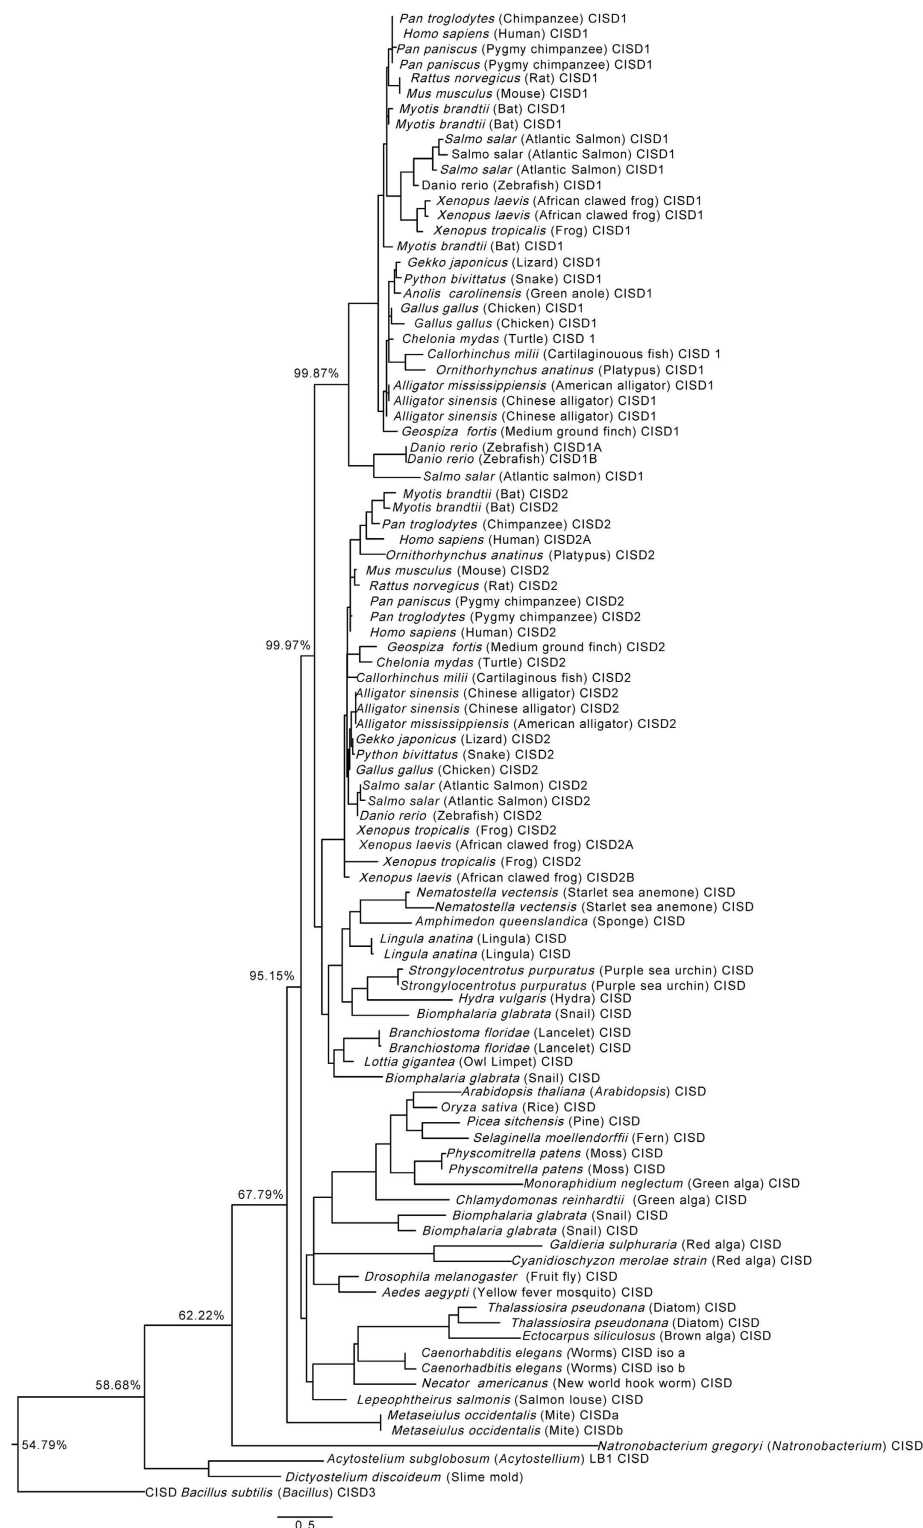 Pan troglodytes (Chimpanzee) CISD1
Homo sapiens (Human) CISD1
Pan paniscus (Pygmy chimpanzee) CISD1
Pan paniscus (Pygmy chimpanzee) CISD1
Rattus norvegicus (Rat) CISD1
Mus musculus (Mouse) CISD1
Myotis brandtii (Bat) CISD1
Myotis brandtii (Bat) CISD1
Salmo salar (Atlantic Salmon) CISD1
Salmo salar (Atlantic Salmon) CISD1
Salmo salar (Atlantic Salmon) CISD1
Danio rerio (Zebrafish) CISD1
Xenopus laevis (African clawed frog) CISD1
Xenopus laevis (African clawed frog) CISD1
Xenopus tropicalis (Frog) CISD1
Myotis brandtii (Bat) CISD1
Gekko japonicus (Lizard) CISD1
Python bivittatus (Snake) CISD1
Anolis carolinensis (Green anole) CISD1
Gallus gallus (Chicken) CISD1
Gallus gallus (Chicken) CISD1
Chelonia mydas (Turtle) CISD 1
Callorhinchus milii (Cartilaginouous fish) CISD 1
Ornithorhynchus anatinus (Platypus) CISD1
99.87%
Alligator mississippiensis (American alligator) CISD1
Alligator sinensis (Chinese alligator) CISD1
Alligator sinensis (Chinese alligator) CISD1
Geospiza fortis (Medium ground finch) CISD1
Danio rerio (Zebrafish) CISD1A
Danio rerio (Zebrafish) CISD1B
Salmo salar (Atlantic salmon) CISD1
Myotis brandtii (Bat) CISD2
Myotis brandtii (Bat) CISD2
Pan troglodytes (Chimpanzee) CISD2
Homo sapiens (Human) CISD2A
Ornithorhynchus anatinus (Platypus) CISD2
Mus musculus (Mouse) CISD2
Rattus norvegicus (Rat) CISD2
Pan paniscus (Pygmy chimpanzee) CISD2
Pan troglodytes (Pygmy chimpanzee) CISD2
Homo sapiens (Human) CISD2
99.97%
Geospiza fortis (Medium ground finch) CISD2
Chelonia mydas (Turtle) CISD2
Callorhinchus milii (Cartilaginous fish) CISD2
Alligator sinensis (Chinese alligator) CISD2
Alligator sinensis (Chinese alligator) CISD2
Alligator mississippiensis (American alligator) CISD2
Gekko japonicus (Lizard) CISD2
Python bivittatus (Snake) CISD2
Gallus gallus (Chicken) CISD2
Salmo salar (Atlantic Salmon) CISD2
Salmo salar (Atlantic Salmon) CISD2
Danio rerio (Zebrafish) CISD2
Xenopus tropicalis (Frog) CISD2
Xenopus laevis (African clawed frog) CISD2A
Xenopus tropicalis (Frog) CISD2
Xenopus laevis (African clawed frog) CISD2B
Nematostella vectensis (Starlet sea anemone) CISD
Nematostella vectensis (Starlet sea anemone) CISD
Amphimedon queenslandica (Sponge) CISD
Lingula anatina (Lingula) CISD
Lingula anatina (Lingula) CISD
Strongylocentrotus purpuratus (Purple sea urchin) CISD
95.15%
Strongylocentrotus purpuratus (Purple sea urchin) CISD
Hydra vulgaris (Hydra) CISD
Biomphalaria glabrata (Snail) CISD
Branchiostoma floridae (Lancelet) CISD
Branchiostoma floridae (Lancelet) CISD
Lottia gigantea (Owl Limpet) CISD
Biomphalaria glabrata (Snail) CISD
Arabidopsis thaliana (Arabidopsis) CISD
Oryza sativa (Rice) CISD
Picea sitchensis (Pine) CISD
Selaginella moellendorffii (Fern) CISD
Physcomitrella patens (Moss) CISD
Physcomitrella patens (Moss) CISD
Monoraphidium neglectum (Green alga) CISD
67.79%
Chlamydomonas reinhardtii (Green alga) CISD
Biomphalaria glabrata (Snail) CISD
Biomphalaria glabrata (Snail) CISD
Galdieria sulphuraria (Red alga) CISD
Cyanidioschyzon merolae strain (Red alga) CISD
Drosophila melanogaster (Fruit fly) CISD
Aedes aegypti (Yellow fever mosquito) CISD
Thalassiosira pseudonana (Diatom) CISD
62.22%
Thalassiosira pseudonana (Diatom) CISD
Ectocarpus siliculosus (Brown alga) CISD
Caenorhabditis elegans (Worms) CISD iso a
Caenorhadbitis elegans (Worms) CISD iso b
58.68%
Necator americanus (New world hook worm) CISD
Lepeophtheirus salmonis (Salmon louse) CISD
Metaseiulus occidentalis (Mite) CISDa
Metaseiulus occidentalis (Mite) CISDb
54.79%
Natronobacterium gregoryi (Natronobacterium) CISD
Acytostelium subglobosum (Acytostellium) LB1 CISD
Dictyostelium discoideum (Slime mold)
CISD Bacillus subtilis (Bacillus) CISD3
0.5